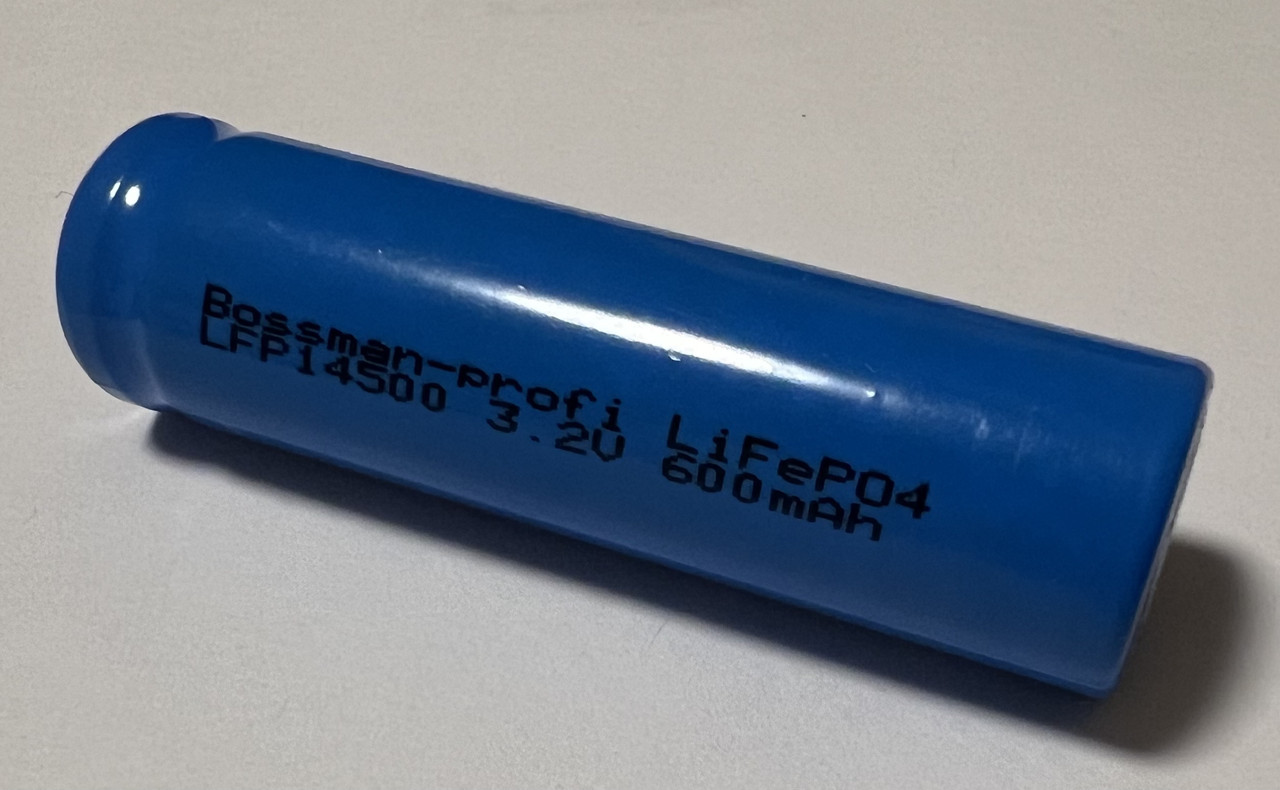 Bossman-profi LiFePO4
LFP14500 3.2V 600mAh